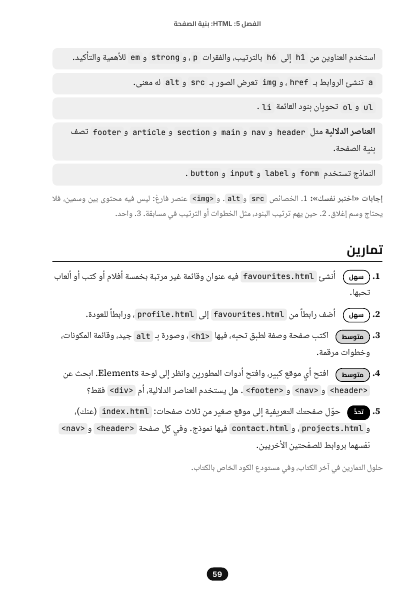 الفصل 5: HTML: بنية الصفحة
استخدم العناوين من h1 إلى h6 بالترتيب، والفقرات p، و strong و em للأهمية والتأكيد.
a تنشئ الروابط بـ href، و img تعرض الصور بـ src و alt له معنى.
ul و ol تحويان بنود القائمة li.
العناصر الدلالية مثل header و nav و main و section و article و footer تصف
بنية الصفحة.
النماذج تستخدم form و label و input و button.
إجابات «اختبر نفسك»: 1. الخصائص src و alt. و <img> عنصر فارغ: ليس فيه محتوى بين وسمين، فلا
يحتاج وسم إغلاق. 2. حين يهم ترتيب البنود، مثل الخطوات أو الترتيب في مسابقة. 3. واحد.
تمارين
1. سهل أنشئ favourites.html فيه عنوان وقائمة غير مرتبة بخمسة أفلام أو كتب أو ألعاب
تحبها.
2. سهل أضف رابطاً من favourites.html إلى profile.html، ورابطاً للعودة.
3. متوسط اكتب صفحة وصفة لطبق تحبه، فيها <h1>، وصورة بـ alt جيد، وقائمة المكونات،
وخطوات مرقمة.
4. متوسط افتح أي موقع كبير، وافتح أدوات المطورين وانظر إلى لوحة Elements. ابحث عن
<header> و <nav> و <footer>. هل يستخدم العناصر الدلالية، أم <div> فقط؟
5. تحدٍّ حوّل صفحتك التعريفية إلى موقع صغير من ثلاث صفحات: index.html (عنك)،
و projects.html، و contact.html فيها نموذج. وفي كل صفحة <header> و <nav>
نفسهما بروابط للصفحتين الأخريين.
حلول التمارين في آخر الكتاب، وفي مستودع الكود الخاص بالكتاب.
59